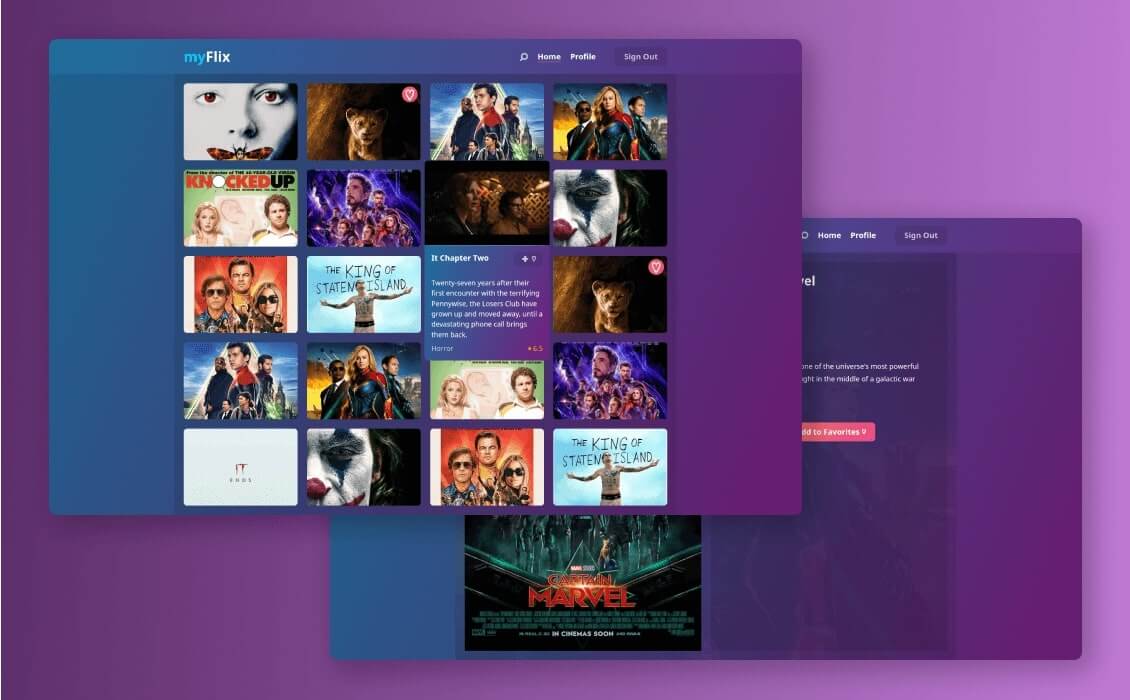 myFlix
Home
Profile
Sign Out
From the director of THE 40-YEAR-OLD VIRGIN
KNOCKEDUP
THE KING OF
STATEN ISLAND
It Chapter Two
Twenty-seven years after their
first encounter with the terrifying
Pennywise, the Losers Club have
grown up and moved away, until a
devastating phone call brings
them back.
Horror
6.5
IT
ENDS
THE KING OF
STATEN ISLAND
Home
Profile
Sign Out
vel
one of the universe's most powerful
ght in the middle of a galactic war
dd to Favorites
MARVEL STUDIOS
CAPTAIN
MARVEL
IN REAL D 3D
IN CINEMAS SOON